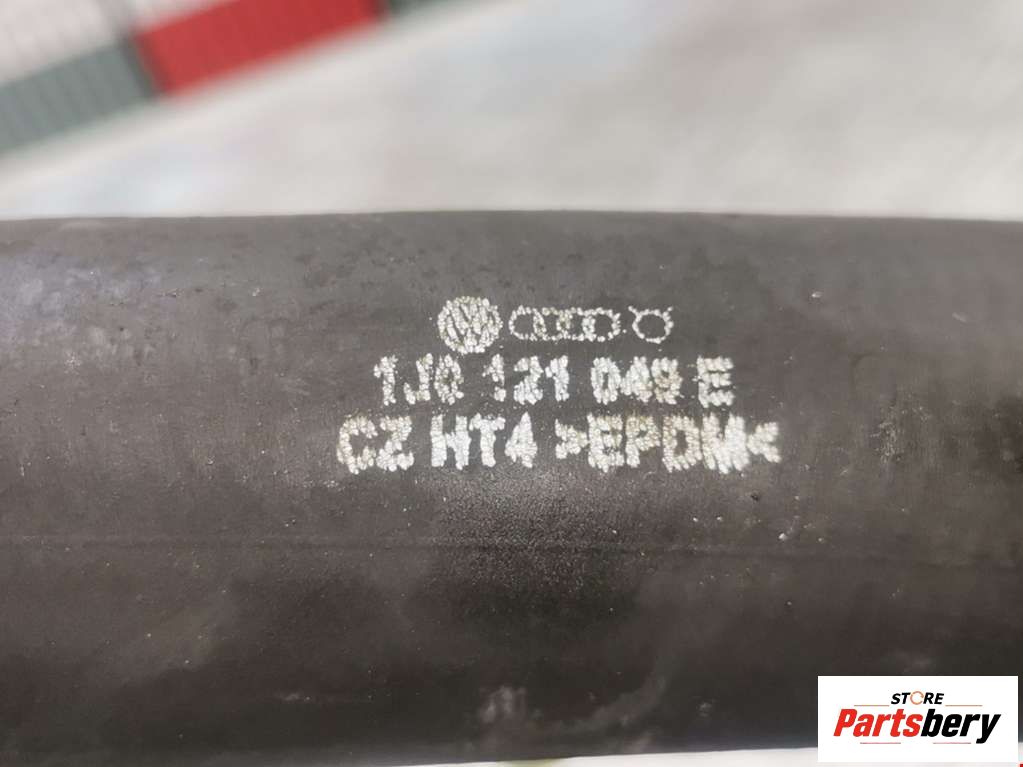 1J0 121 049 E
CZ HT4 >EPDM<
STORE
Partsbery